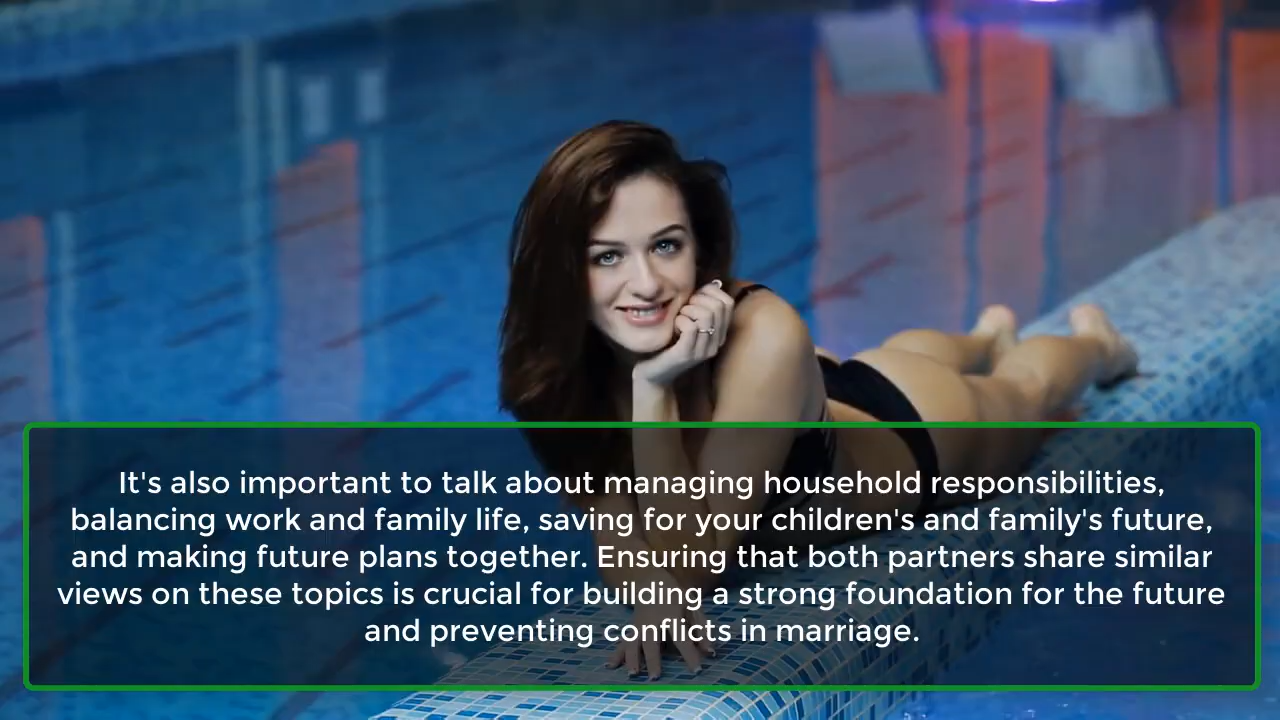 It's also important to talk about managing household responsibilities,
balancing work and family life, saving for your children's and family's future,
and making future plans together. Ensuring that both partners share similar
views on these topics is crucial for building a strong foundation for the future
and preventing conflicts in marriage.